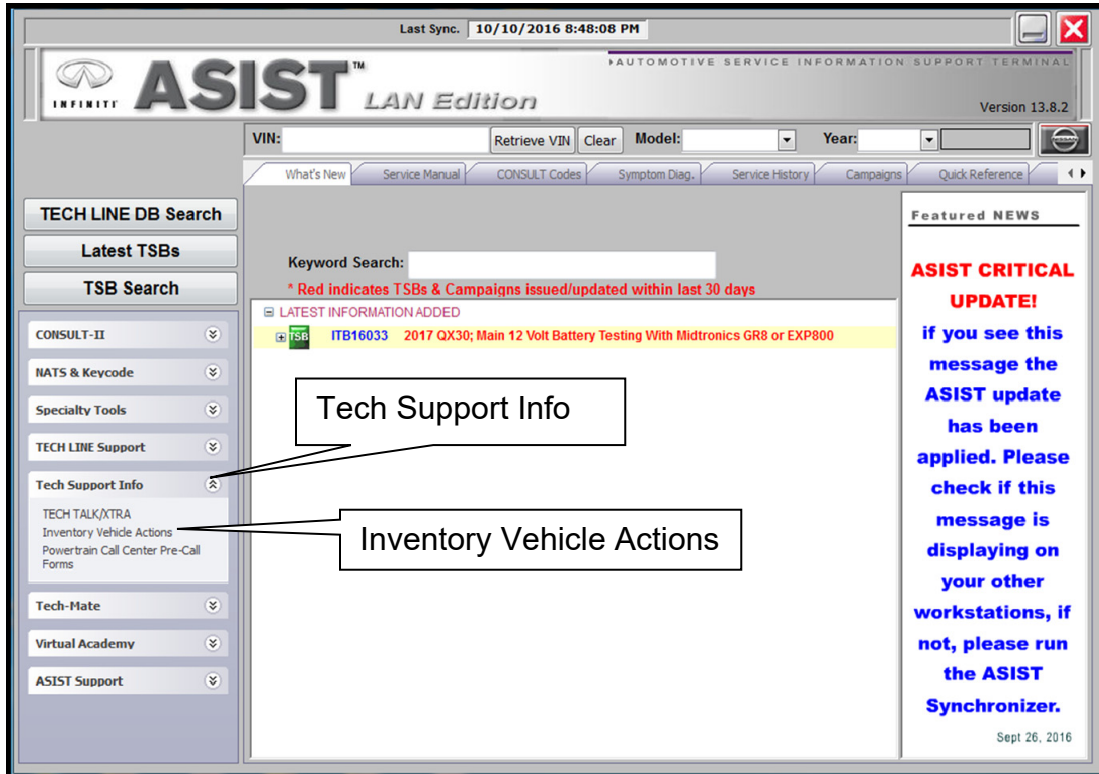 Last Sync. 10/10/2016 8:48:08 PM
INFINITI ASIST™ LAN Edition
AUTOMOTIVE SERVICE INFORMATION SUPPORT TERMINAL
Version 13.8.2
VIN: Retrieve VIN Clear Model: Year:
What's New Service Manual CONSULT Codes Symptom Diag. Service History Campaigns Quick Reference
TECH LINE DB Search
Latest TSBs
TSB Search
CONSULT-II
NATS & Keycode
Specialty Tools
TECH LINE Support
Tech Support Info
TECH TALK/XTRA
Inventory Vehicle Actions
Powertrain Call Center Pre-Call
Forms
Tech-Mate
Virtual Academy
ASIST Support
Keyword Search:
* Red indicates TSBs & Campaigns issued/updated within last 30 days
LATEST INFORMATION ADDED
TSB ITB16033 2017 QX30; Main 12 Volt Battery Testing With Midtronics GR8 or EXP800
Tech Support Info
Inventory Vehicle Actions
Featured NEWS
ASIST CRITICAL
UPDATE!
if you see this
message the
ASIST update
has been
applied. Please
check if this
message is
displaying on
your other
workstations, if
not, please run
the ASIST
Synchronizer.
Sept 26, 2016